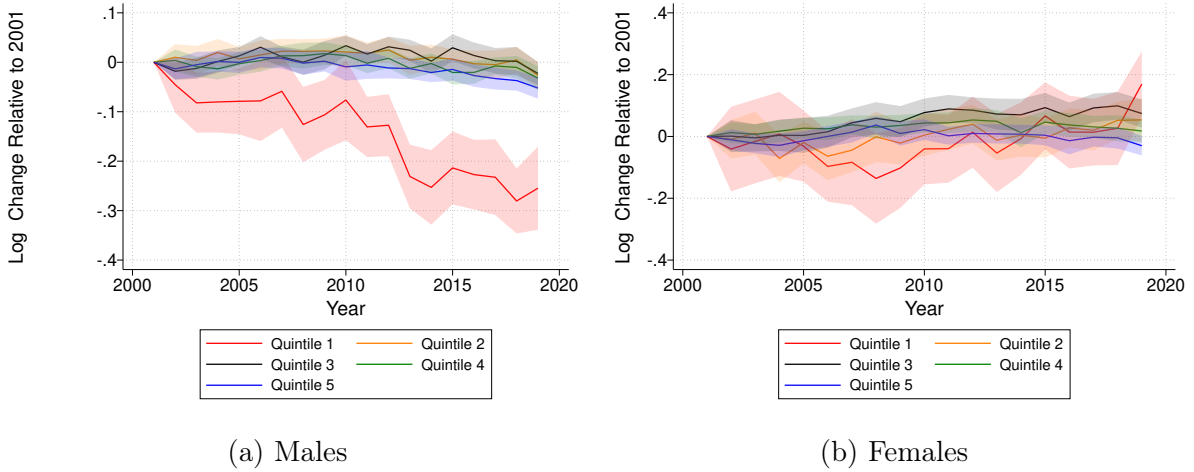 Log Change Relative to 2001
.1
0
-.1
-.2
-.3
-.4
2000 2005 2010 2015 2020
Year
Quintile 1 Quintile 2
Quintile 3 Quintile 4
Quintile 5
(a) Males
Log Change Relative to 2001
.4
.2
0
-.2
-.4
2000 2005 2010 2015 2020
Year
Quintile 1 Quintile 2
Quintile 3 Quintile 4
Quintile 5
(b) Females